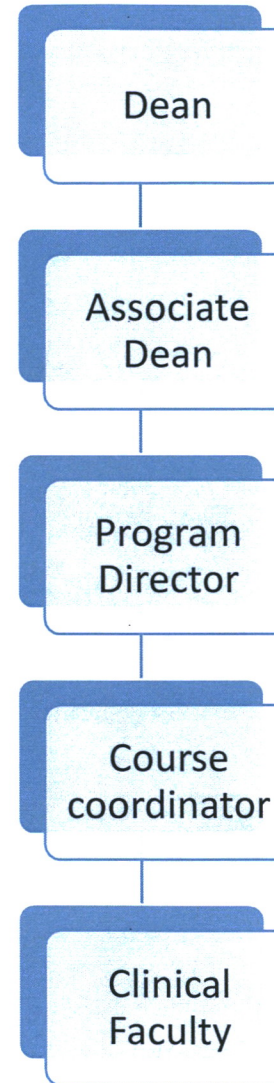 Dean
Associate
Dean
Program
Director
Course
coordinator
Clinical
Faculty